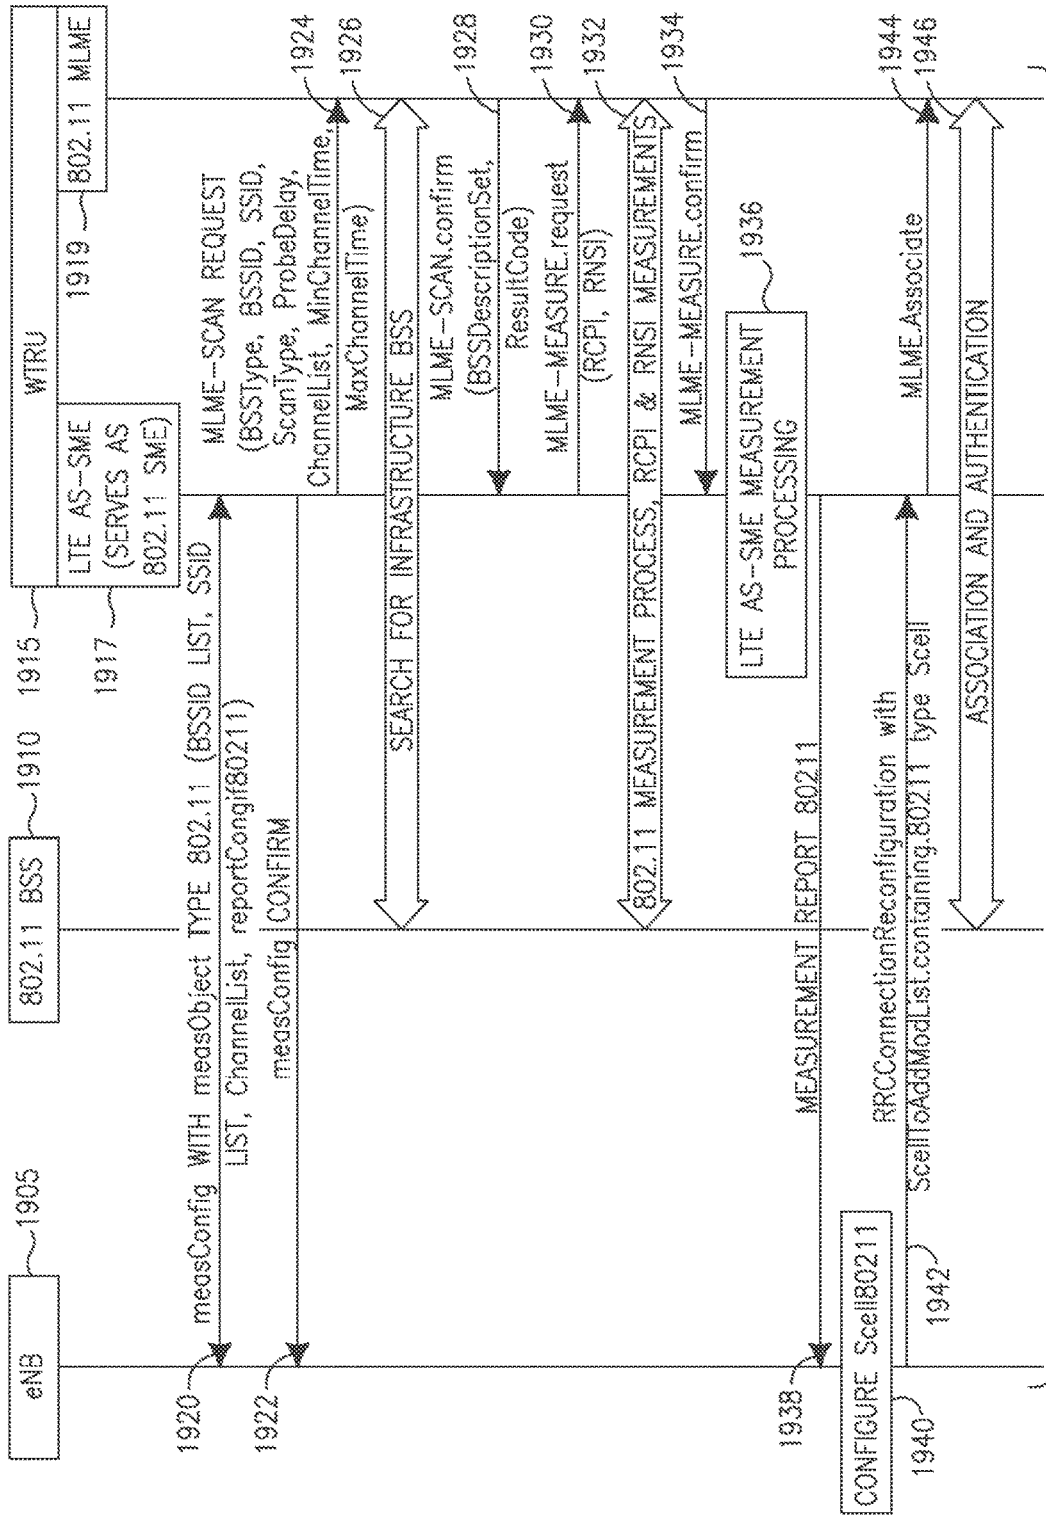 eNB
1905
802.11 BSS
1910
WTRU
1915
LTE AS-SME
(SERVES AS
802.11 SME)
1917
802.11 MLME
1919
measConfig WITH measObject TYPE 802.11 (BSSID LIST, SSID
LIST, ChannelList, reportCongif80211)
1920
measConfig CONFIRM
1922
MLME-SCAN REQUEST
(BSSType, BSSID, SSID,
ScanType, ProbeDelay,
ChannelList, MinChannelTime,
MaxChannelTime)
1924
SEARCH FOR INFRASTRUCTURE BSS
1926
MLME-SCAN.confirm
(BSSDescriptionSet,
ResultCode)
1928
MLME-MEASURE.request
(RCPI, RNSI)
1930
802.11 MEASUREMENT PROCESS, RCPI & RNSI MEASUREMENTS
1932
MLME-MEASURE.confirm
1934
LTE AS-SME MEASUREMENT
PROCESSING
1936
MEASUREMENT REPORT 80211
1938
CONFIGURE Scell80211
1940
RRCConnectionReconfiguration with
ScellToAddModList.containing.80211 type Scell
1942
MLME.Associate
1944
ASSOCIATION AND AUTHENTICATION
1946